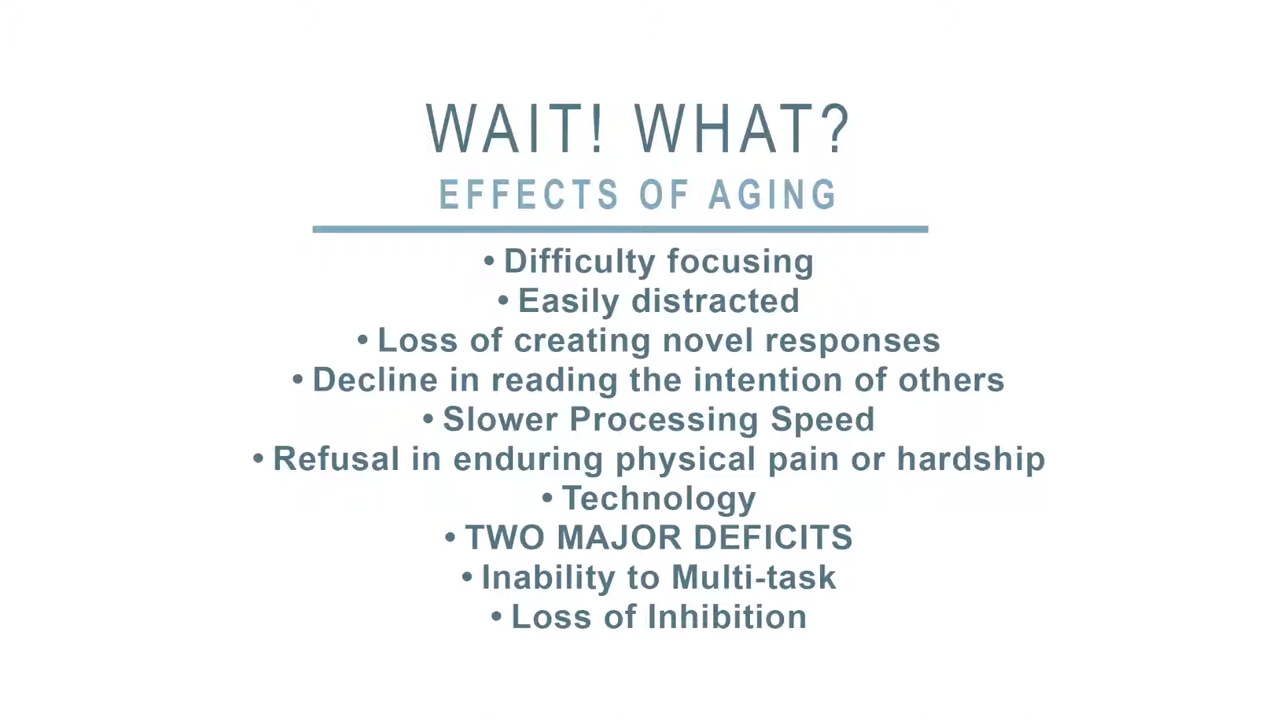 WAIT! WHAT?
EFFECTS OF AGING
• Difficulty focusing
• Easily distracted
• Loss of creating novel responses
• Decline in reading the intention of others
• Slower Processing Speed
• Refusal in enduring physical pain or hardship
• Technology
• TWO MAJOR DEFICITS
• Inability to Multi-task
• Loss of Inhibition